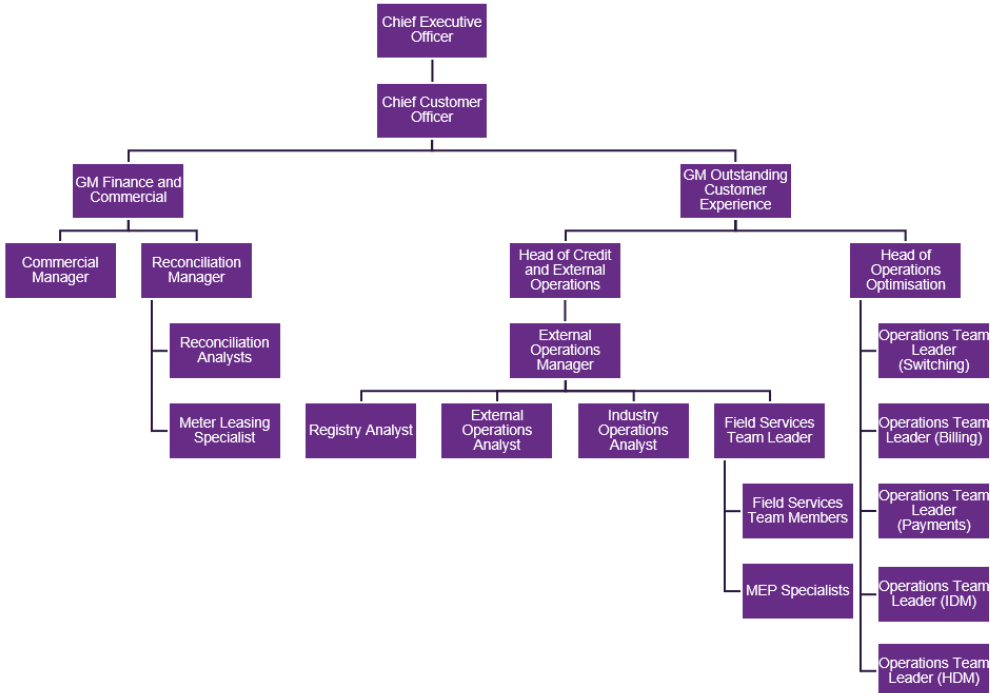 Chief Executive
Officer
Chief Customer
Officer
GM Finance and
Commercial
GM Outstanding
Customer
Experience
Commercial
Manager
Reconciliation
Manager
Head of Credit
and External
Operations
Head of
Operations
Optimisation
Reconciliation
Analysts
Meter Leasing
Specialist
External
Operations
Manager
Registry Analyst
External
Operations
Analyst
Industry
Operations
Analyst
Field Services
Team Leader
Field Services
Team Members
MEP Specialists
Operations Team
Leader
(Switching)
Operations Team
Leader (Billing)
Operations Team
Leader
(Payments)
Operations Team
Leader (IDM)
Operations Team
Leader (HDM)